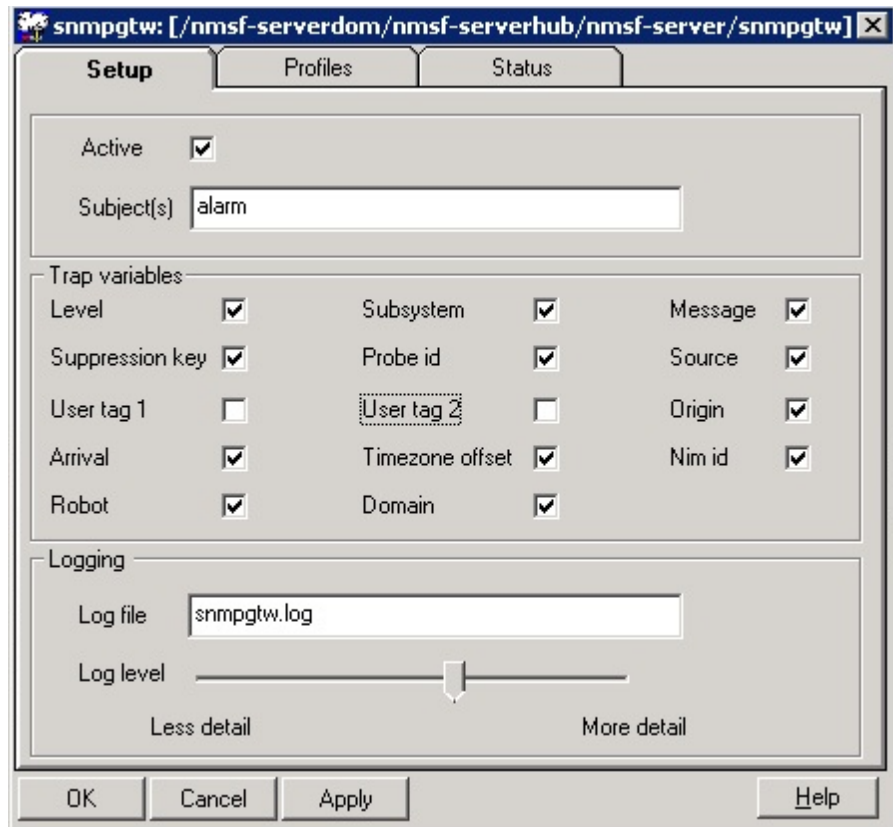 snmpgtw: [/nmsf-serverdom/nmsf-serverhub/nmsf-server/snmpgtw]
Setup Profiles Status
Active
Subject(s) alarm
Trap variables
Level Subsystem Message
Suppression key Probe id Source
User tag 1 User tag 2 Origin
Arrival Timezone offset Nim id
Robot Domain
Logging
Log file snmpgtw.log
Log level
Less detail More detail
OK Cancel Apply Help